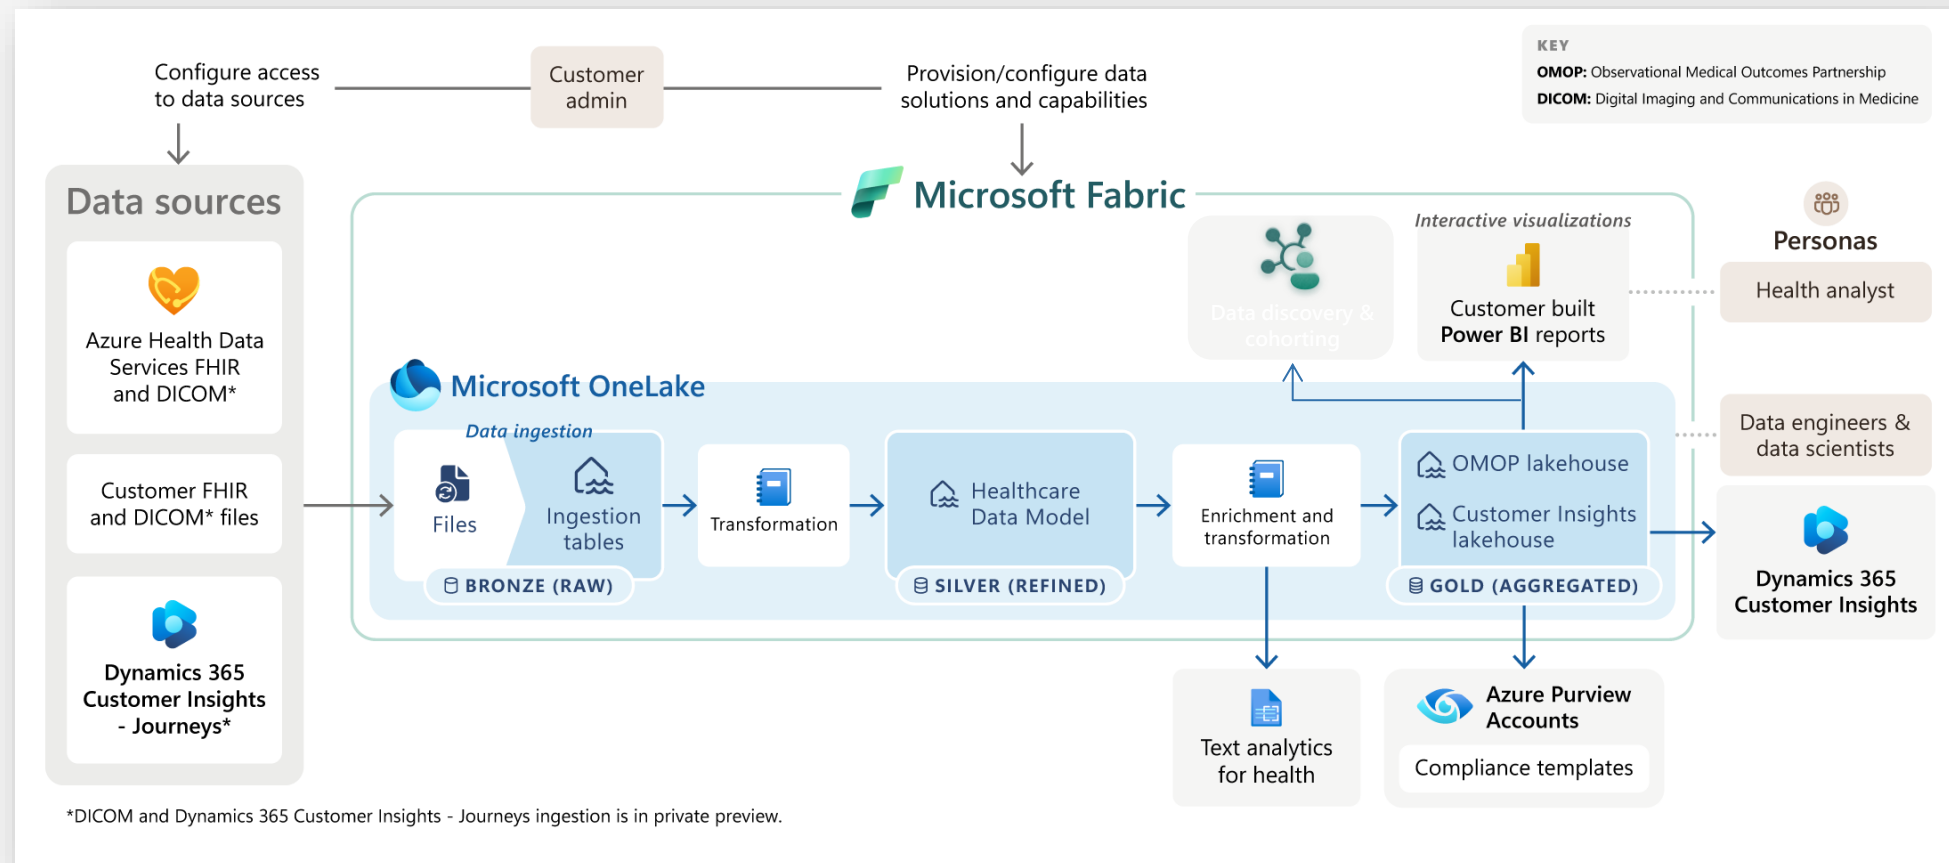 Configure access
to data sources
Customer
admin
Provision/configure data
solutions and capabilities
KEY
OMOP: Observational Medical Outcomes Partnership
DICOM: Digital Imaging and Communications in Medicine
Data sources
Azure Health Data
Services FHIR
and DICOM*
Customer FHIR
and DICOM* files
Dynamics 365
Customer Insights
- Journeys*
Microsoft Fabric
Data discovery &
cohorting
Interactive visualizations
Customer built
Power BI reports
Personas
Health analyst
Data engineers &
data scientists
Microsoft OneLake
Data ingestion
Files
Ingestion
tables
BRONZE (RAW)
Transformation
Healthcare
Data Model
SILVER (REFINED)
Enrichment and
transformation
OMOP lakehouse
Customer Insights
lakehouse
GOLD (AGGREGATED)
Dynamics 365
Customer Insights
Text analytics
for health
Azure Purview
Accounts
Compliance templates
*DICOM and Dynamics 365 Customer Insights - Journeys ingestion is in private preview.